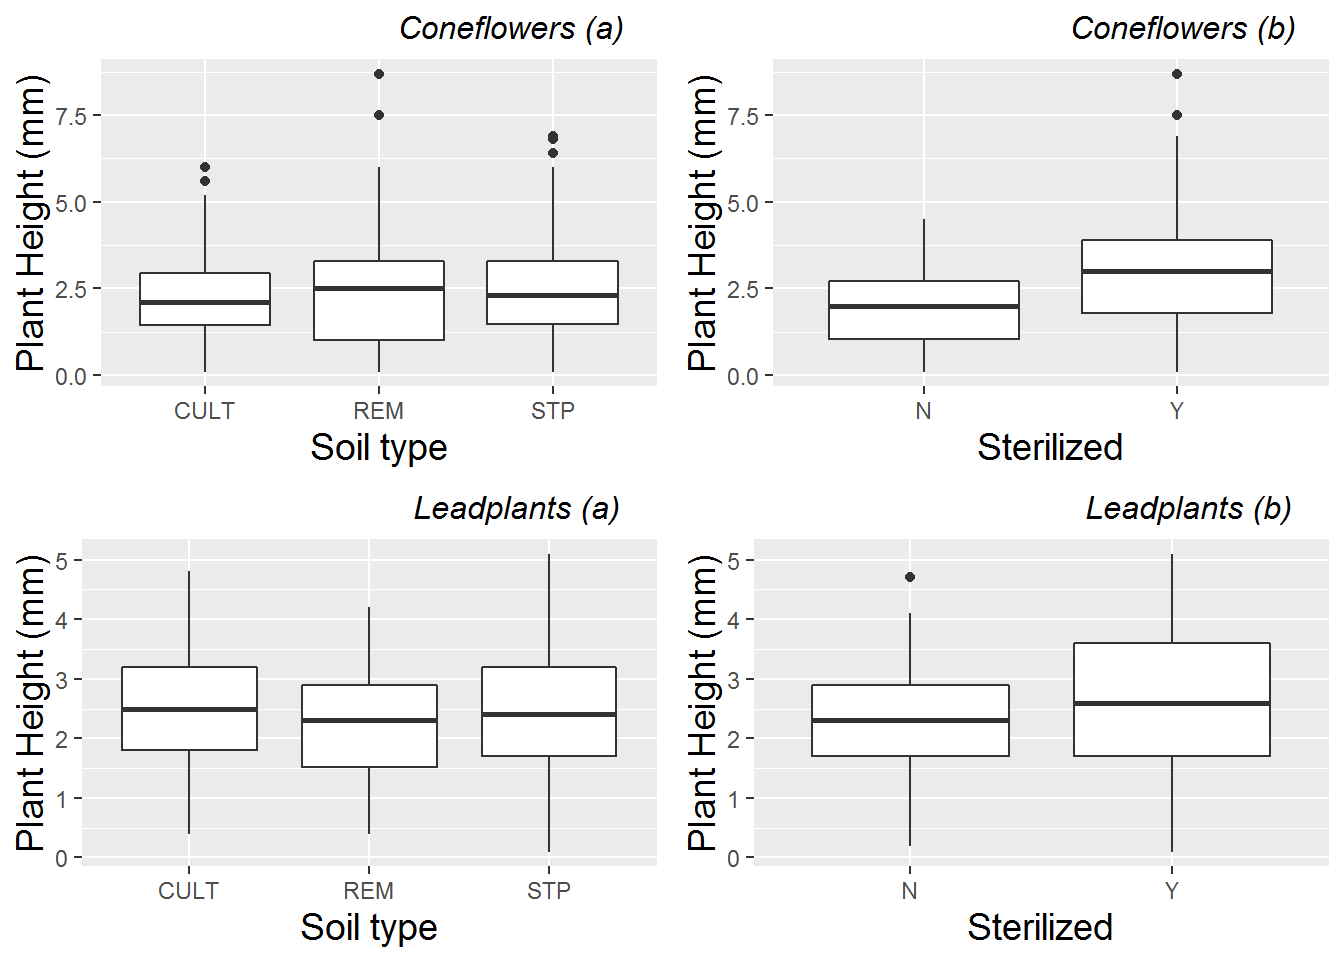 Coneflowers (a)
Plant Height (mm)
7.5
5.0
2.5
0.0
CULT REM STP
Soil type
Coneflowers (b)
Plant Height (mm)
7.5
5.0
2.5
0.0
N Y
Sterilized
Leadplants (a)
Plant Height (mm)
5
4
3
2
1
0
CULT REM STP
Soil type
Leadplants (b)
Plant Height (mm)
5
4
3
2
1
0
N Y
Sterilized